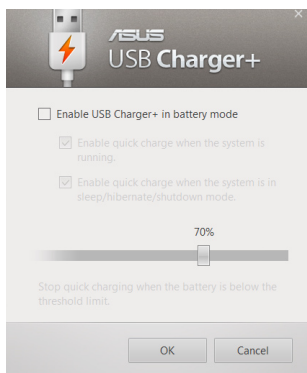 ASUS
USB Charger+
Enable USB Charger+ in battery mode
Enable quick charge when the system is
running.
Enable quick charge when the system is in
sleep/hibernate/shutdown mode.
70%
Stop quick charging when the battery is below the
threshold limit.
OK
Cancel